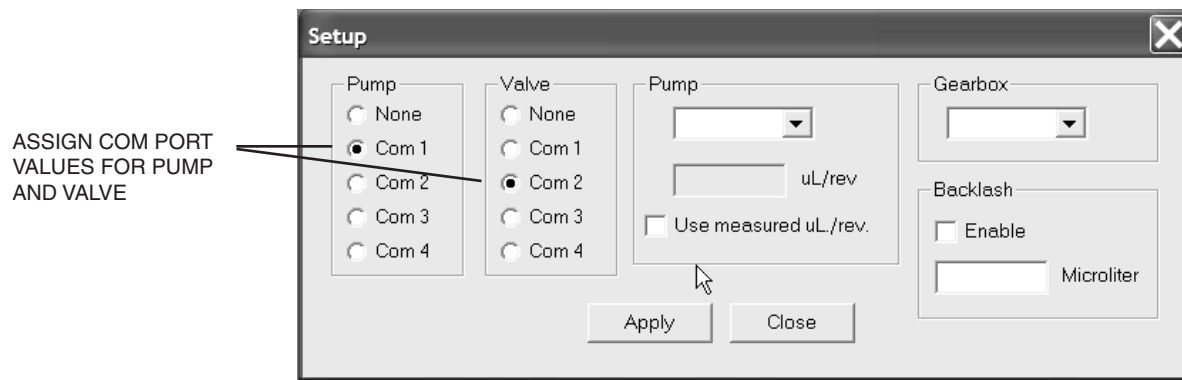 Setup
ASSIGN COM PORT
VALUES FOR PUMP
AND VALVE
Pump
None
Com 1
Com 2
Com 3
Com 4
Valve
None
Com 1
Com 2
Com 3
Com 4
Pump
uL/rev
Use measured uL./rev.
Gearbox
Backlash
Enable
Microliter
Apply
Close